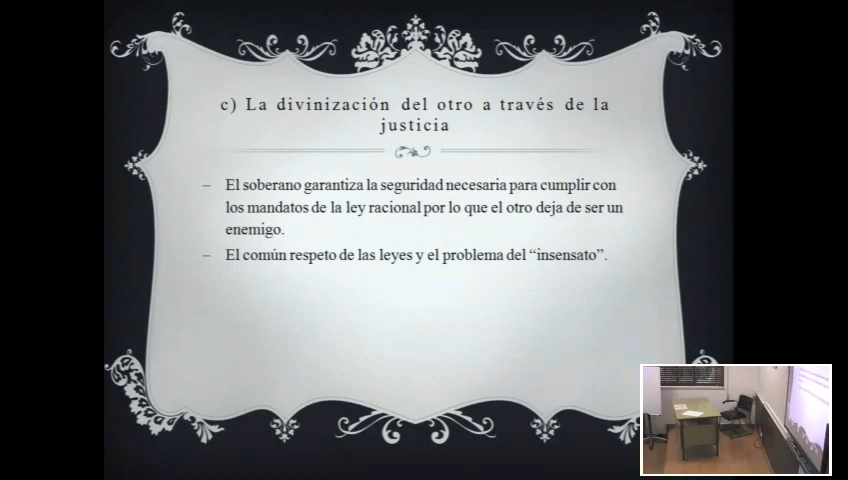 c) La divinización del otro a través de la
justicia
– El soberano garantiza la seguridad necesaria para cumplir con
los mandatos de la ley racional por lo que el otro deja de ser un
enemigo.
– El común respeto de las leyes y el problema del “insensato”.